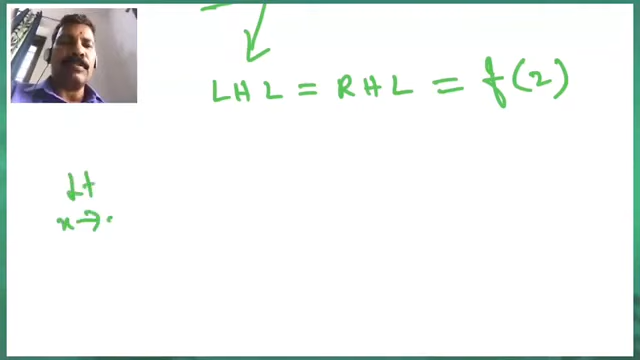 LHL = RHL = f(2)
Lt
x→